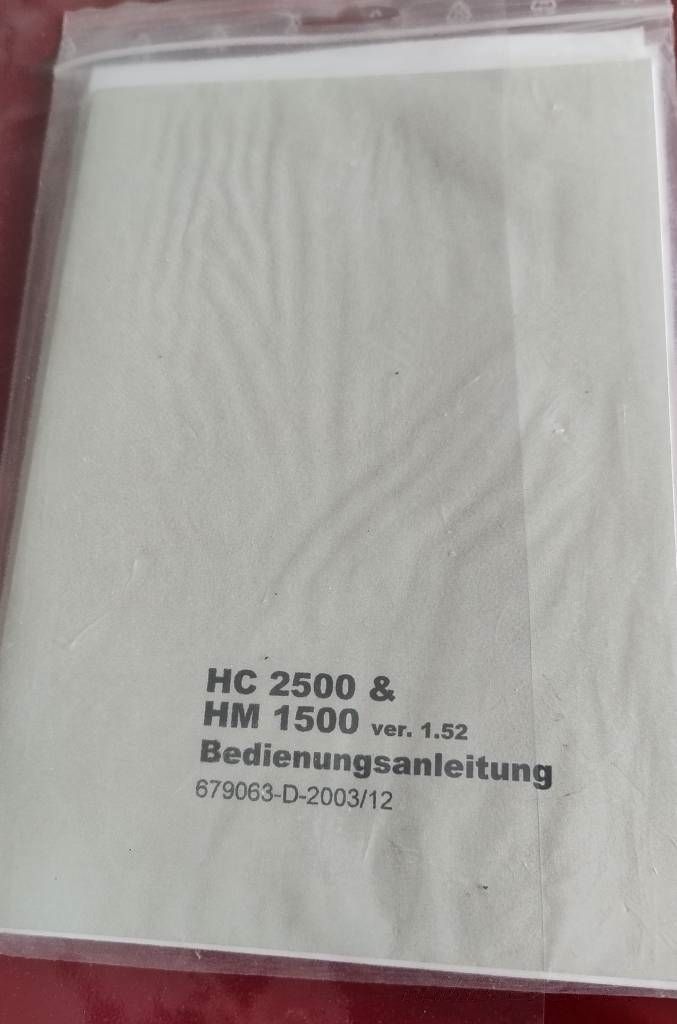 HC 2500 &
HM 1500 ver. 1.52
Bedienungsanleitung
679063-D-2003/12